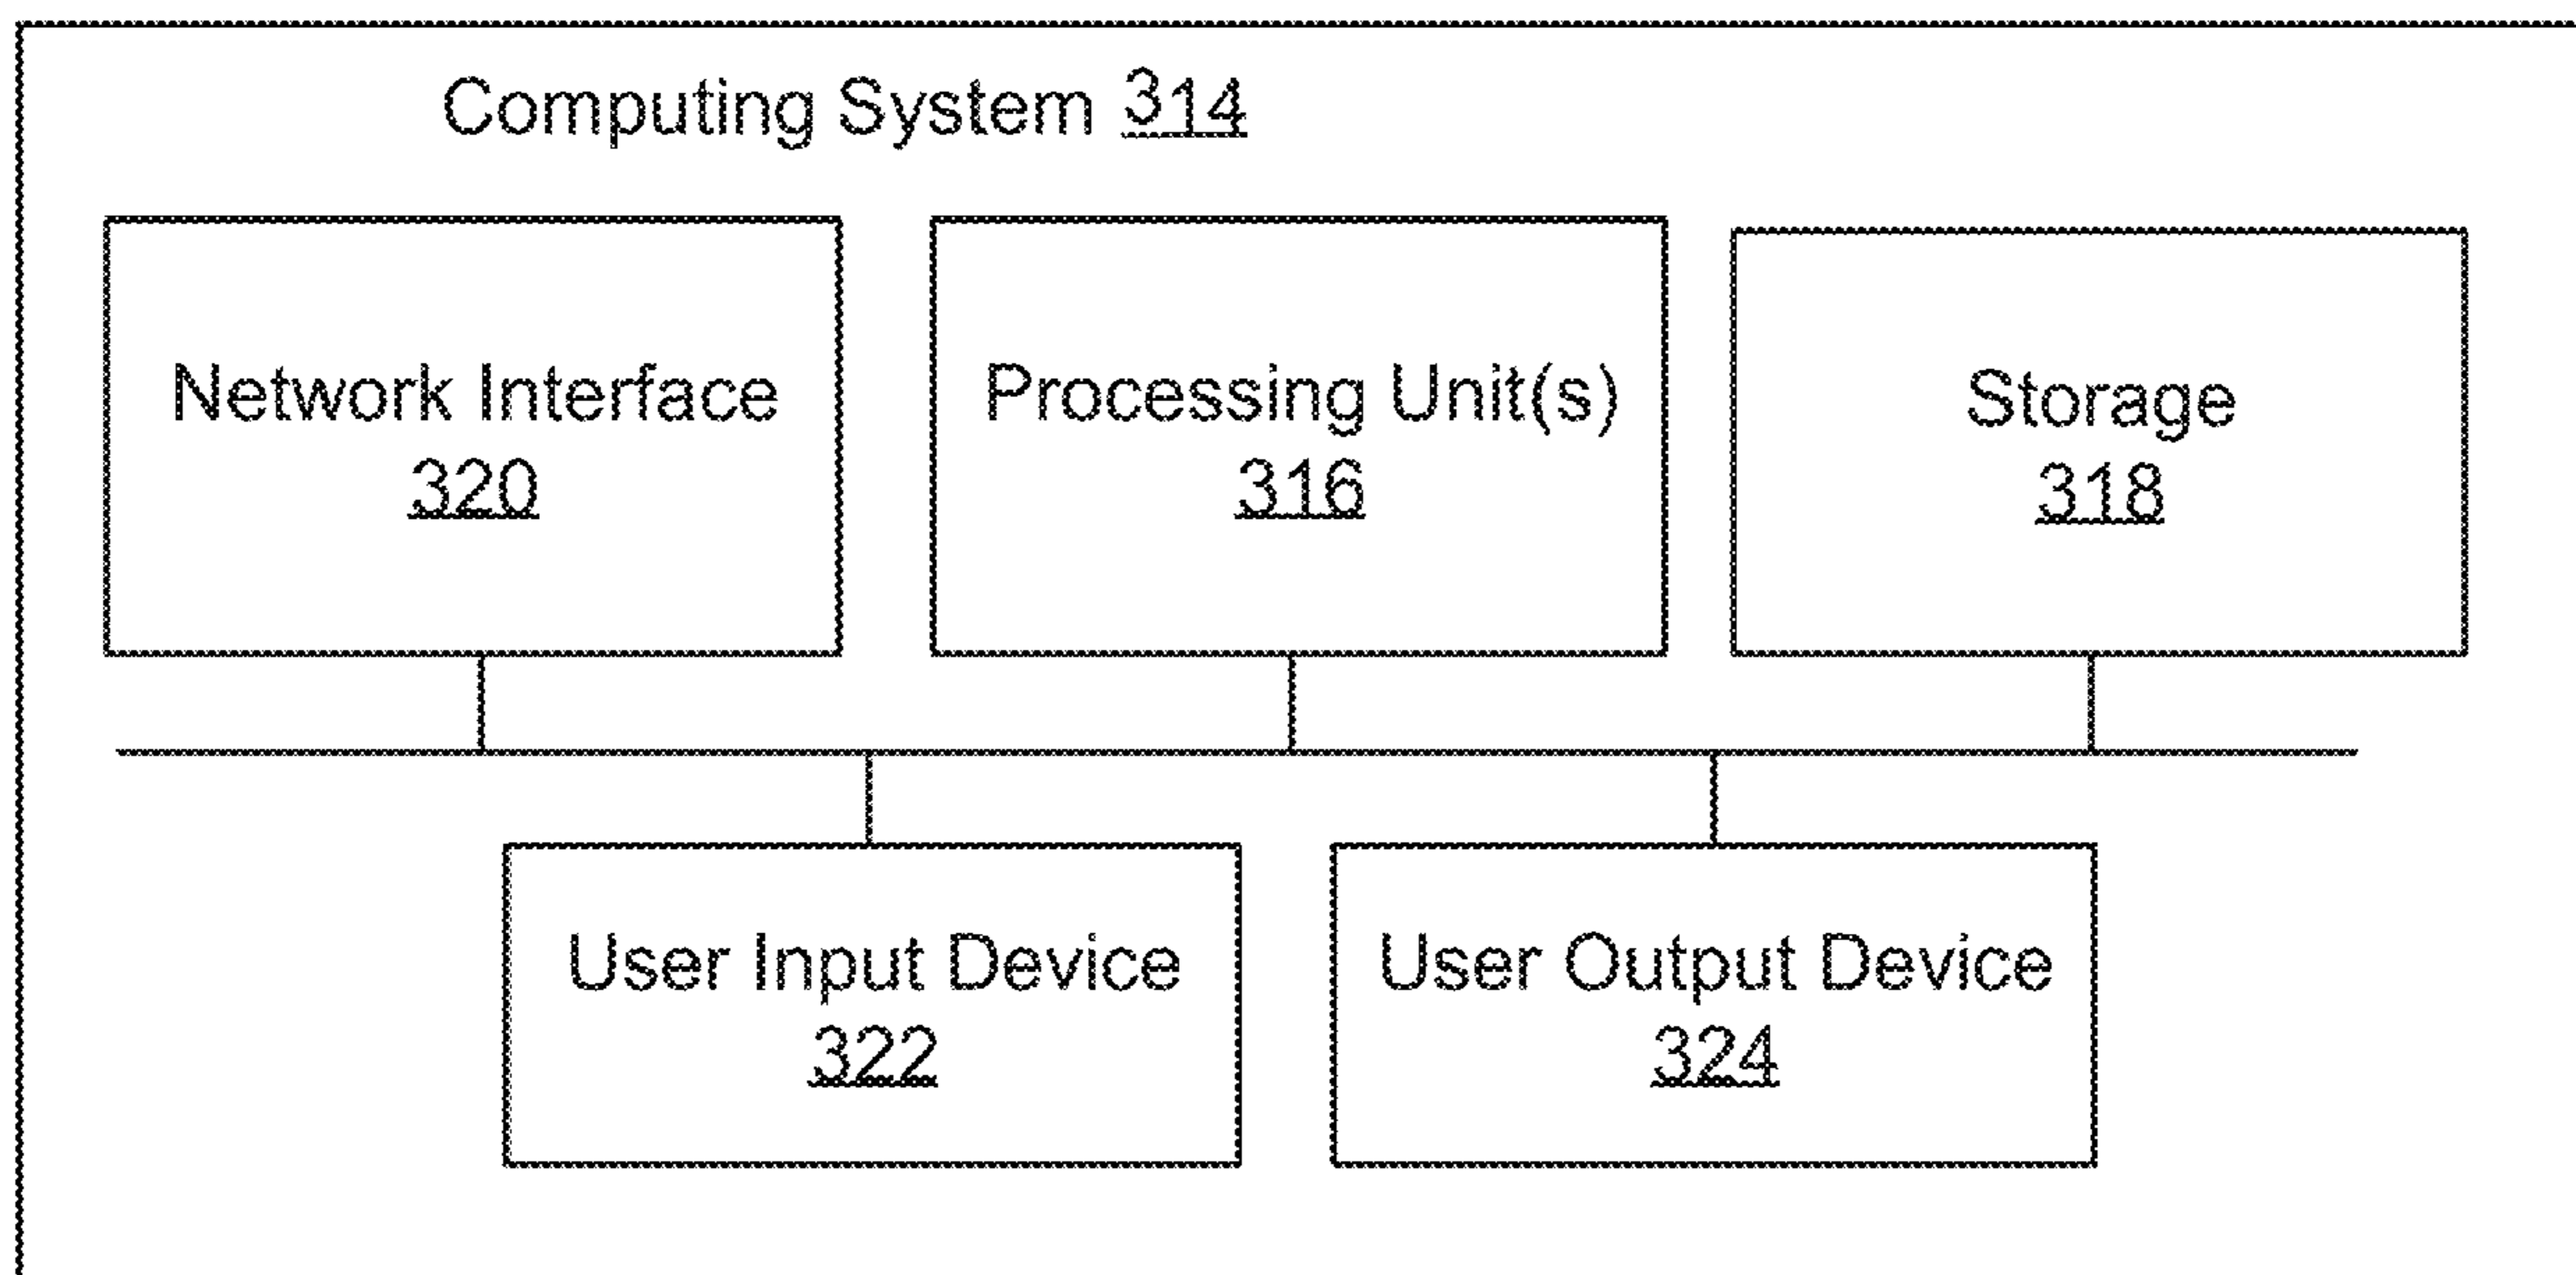 Computing System 314
Network Interface
320
Processing Unit(s)
316
Storage
318
User Input Device
322
User Output Device
324